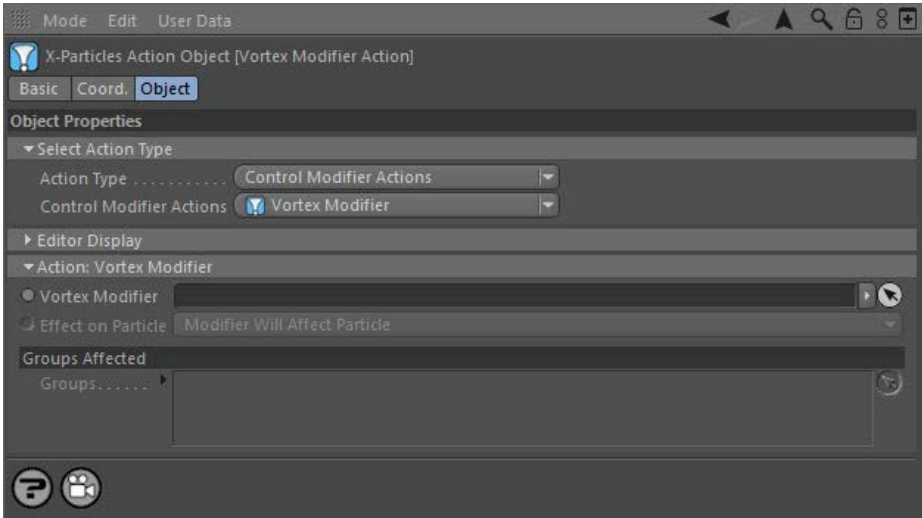 Mode Edit User Data
X-Particles Action Object [Vortex Modifier Action]
Basic Coord. Object
Object Properties
Select Action Type
Action Type . . . . . . . . . . . Control Modifier Actions
Control Modifier Actions Vortex Modifier
Editor Display
Action: Vortex Modifier
Vortex Modifier
Effect on Particle Modifier Will Affect Particle
Groups Affected
Groups. . . . . .